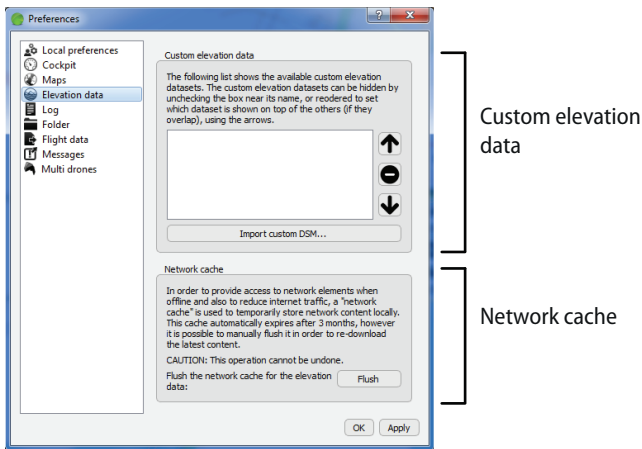 Preferences
Local preferences
Cockpit
Maps
Elevation data
Log
Folder
Flight data
Messages
Multi drones
Custom elevation data
The following list shows the available custom elevation
datasets. The custom elevation datasets can be hidden by
unchecking the box near its name, or reodered to set
which dataset is shown on top of the others (if they
overlap), using the arrows.
Import custom DSM...
Network cache
In order to provide access to network elements when
offline and also to reduce internet traffic, a "network
cache" is used to temporarily store network content locally.
This cache automatically expires after 3 months, however
it is possible to manually flush it in order to re-download
the latest content.
CAUTION: This operation cannot be undone.
Flush the network cache for the elevation
data:
Flush
OK
Apply
Custom elevation
data
Network cache